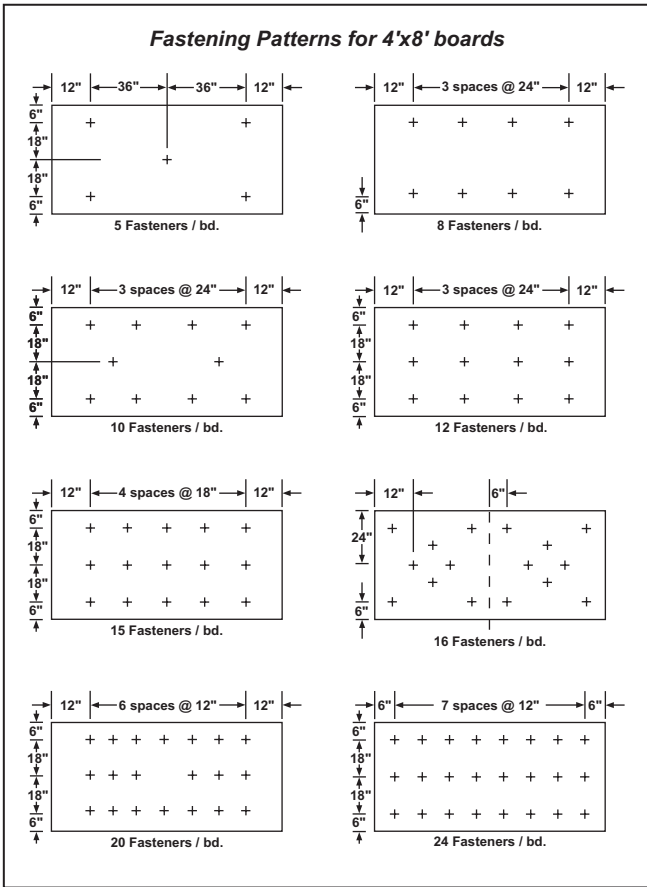 Fastening Patterns for 4'x8' boards
12" 36" 36" 12"
6"
18"
18"
6"
5 Fasteners / bd.
12" 3 spaces @ 24" 12"
6"
8 Fasteners / bd.
12" 3 spaces @ 24" 12"
6"
18"
18"
6"
10 Fasteners / bd.
12" 3 spaces @ 24" 12"
6"
18"
18"
6"
12 Fasteners / bd.
12" 4 spaces @ 18" 12"
6"
18"
18"
6"
15 Fasteners / bd.
12" 6"
24"
6"
16 Fasteners / bd.
12" 6 spaces @ 12" 12"
6"
18"
18"
6"
20 Fasteners / bd.
6" 7 spaces @ 12" 6"
6"
18"
18"
6"
24 Fasteners / bd.